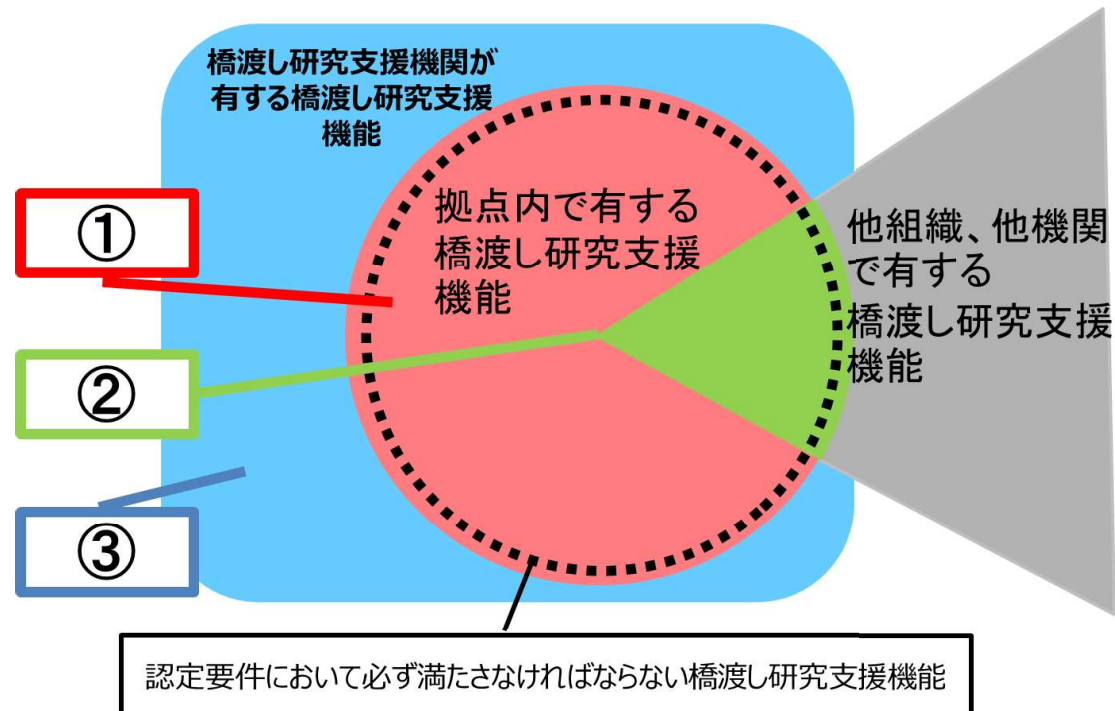 橋渡し研究支援機関が
有する橋渡し研究支援
機能
①
拠点内で有する
橋渡し研究支援
機能
他組織、他機関
で有する
橋渡し研究支援
機能
②
③
認定要件において必ず満たさなければならない橋渡し研究支援機能